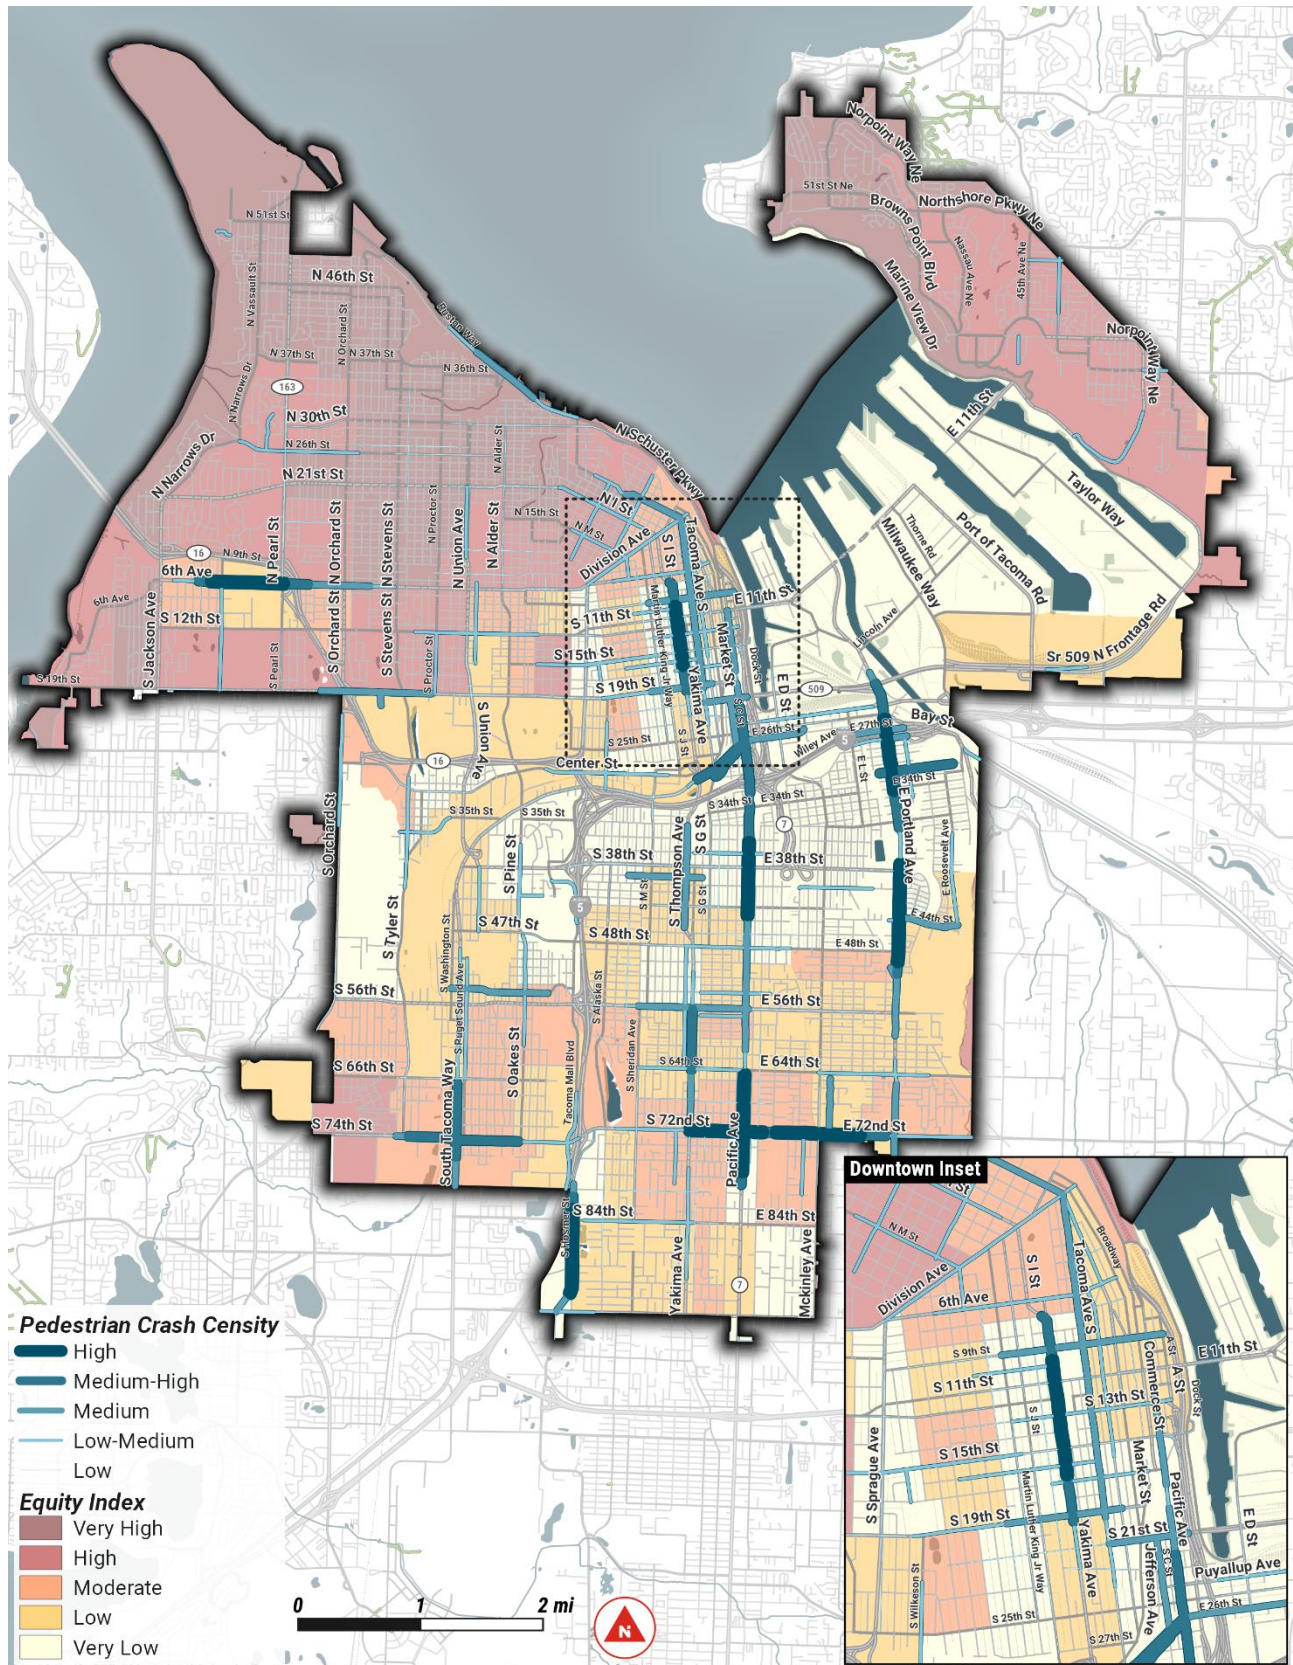 Norpoint Way Ne
51st St Ne
Browns Point Blvd
Northshore Pkwy Ne
N 51st St
Nassau Ave Ne
45th Ave Ne
N 46th St
Marine View Dr
N Vassault St
Ruston Way
N Orchard St
Norpoint Way Ne
N 37th St
N 37th St
N 36th St
163
N Narrows Dr
E 11th St
N 30th St
N Schuster Pkwy
N 26th St
N Alder St
N Narrows Dr
N 21st St
Taylor Way
N I St
N Proctor St
N 15th St
N M St
Thorne Rd
Port of Tacoma Rd
N Union Ave
N Alder St
Division Ave
Tacoma Ave S
Milwaukee Way
N Pearl St
N Orchard St
N Stevens St
16
N 9th St
S I St
6th Ave
6th Ave
E 11th St
S 12th St
S 11th St
Martin Luther King Jr Way
Market St
Lincoln Ave
S Jackson Ave
S Orchard St
S Stevens St
S Proctor St
S Pearl St
S 15th St
Dock St
Sr 509 N Frontage Rd
S 19th St
S 19th St
Yakima Ave
E D St
509
S C St
S Union Ave
Bay St
S J St
S 25th St
E 26th St
E 27th St
Wiley Ave
5
16
Center St
E L St
E 34th St
S Orchard St
S 35th St
S 35th St
S 34th St
E 34th St
7
S G St
E Portland Ave
S Pine St
S Thompson Ave
E Roosevelt Ave
S 38th St
E 38th St
S M St
S G St
5
S Tyler St
S 47th St
S 48th St
E 44th St
E 48th St
S Washington St
S Puget Sound Ave
S Alaska St
S 56th St
E 56th St
S Oakes St
S Sheridan Ave
S 66th St
S 64th St
E 64th St
Tacoma Mall Blvd
South Tacoma Way
S 74th St
S 72nd St
E 72nd St
Pacific Ave
S Hosmer St
S 84th St
E 84th St
Yakima Ave
7
Mckinley Ave
Downtown Inset
N M St
Broadway
Division Ave
S I St
Tacoma Ave S
6th Ave
S 9th St
A St
E 11th St
Commerce St
A St
S 11th St
S 13th St
Dock St
S J St
S 15th St
S Sprague Ave
Market St
Martin Luther King Jr Way
Pacific Ave
S 19th St
S 21st St
E D St
Yakima Ave
S C St
Jefferson Ave
Puyallup Ave
S Wilkeson St
S 25th St
E 26th St
S 27th St
Pedestrian Crash Censity
High
Medium-High
Medium
Low-Medium
Low
Equity Index
Very High
High
Moderate
Low
Very Low
0 1 2 mi
N